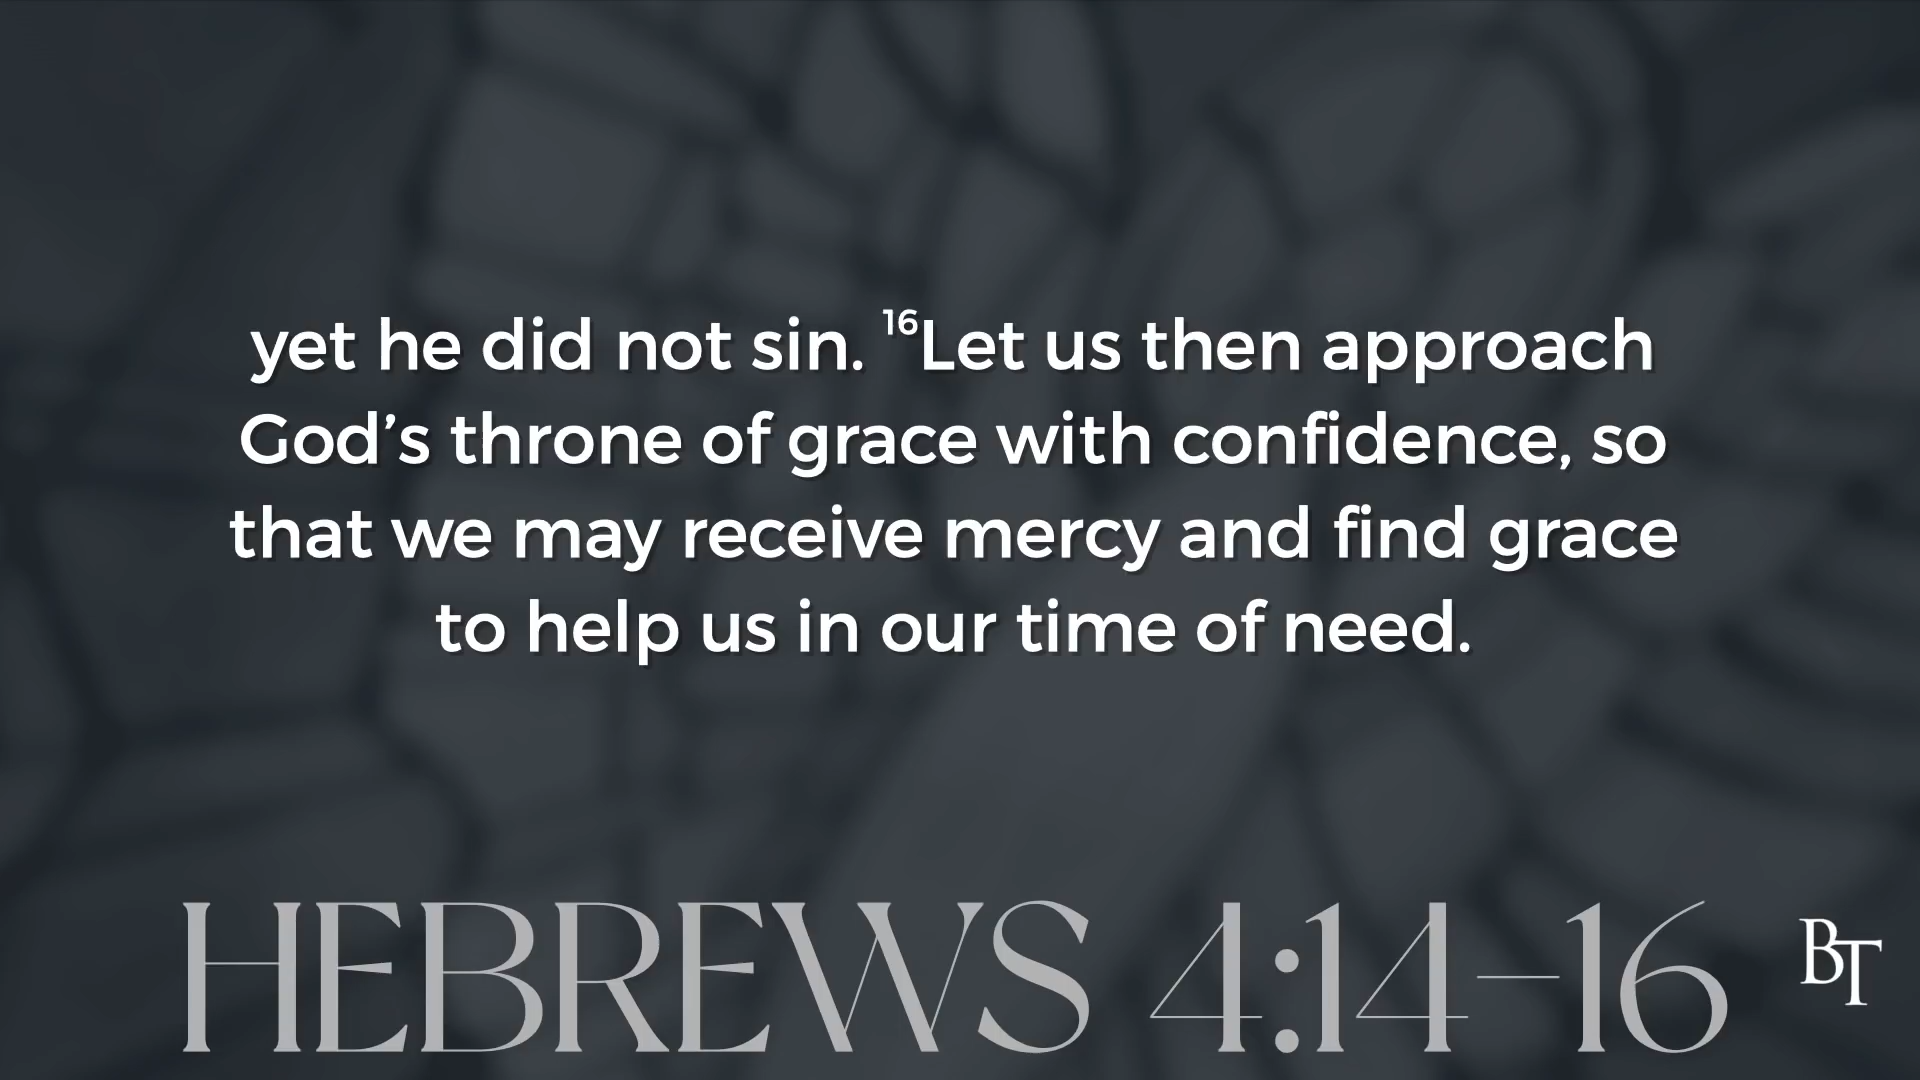 yet he did not sin. ¹⁶Let us then approach
God’s throne of grace with confidence, so
that we may receive mercy and find grace
to help us in our time of need.
HEBREWS 4:14–16
BT